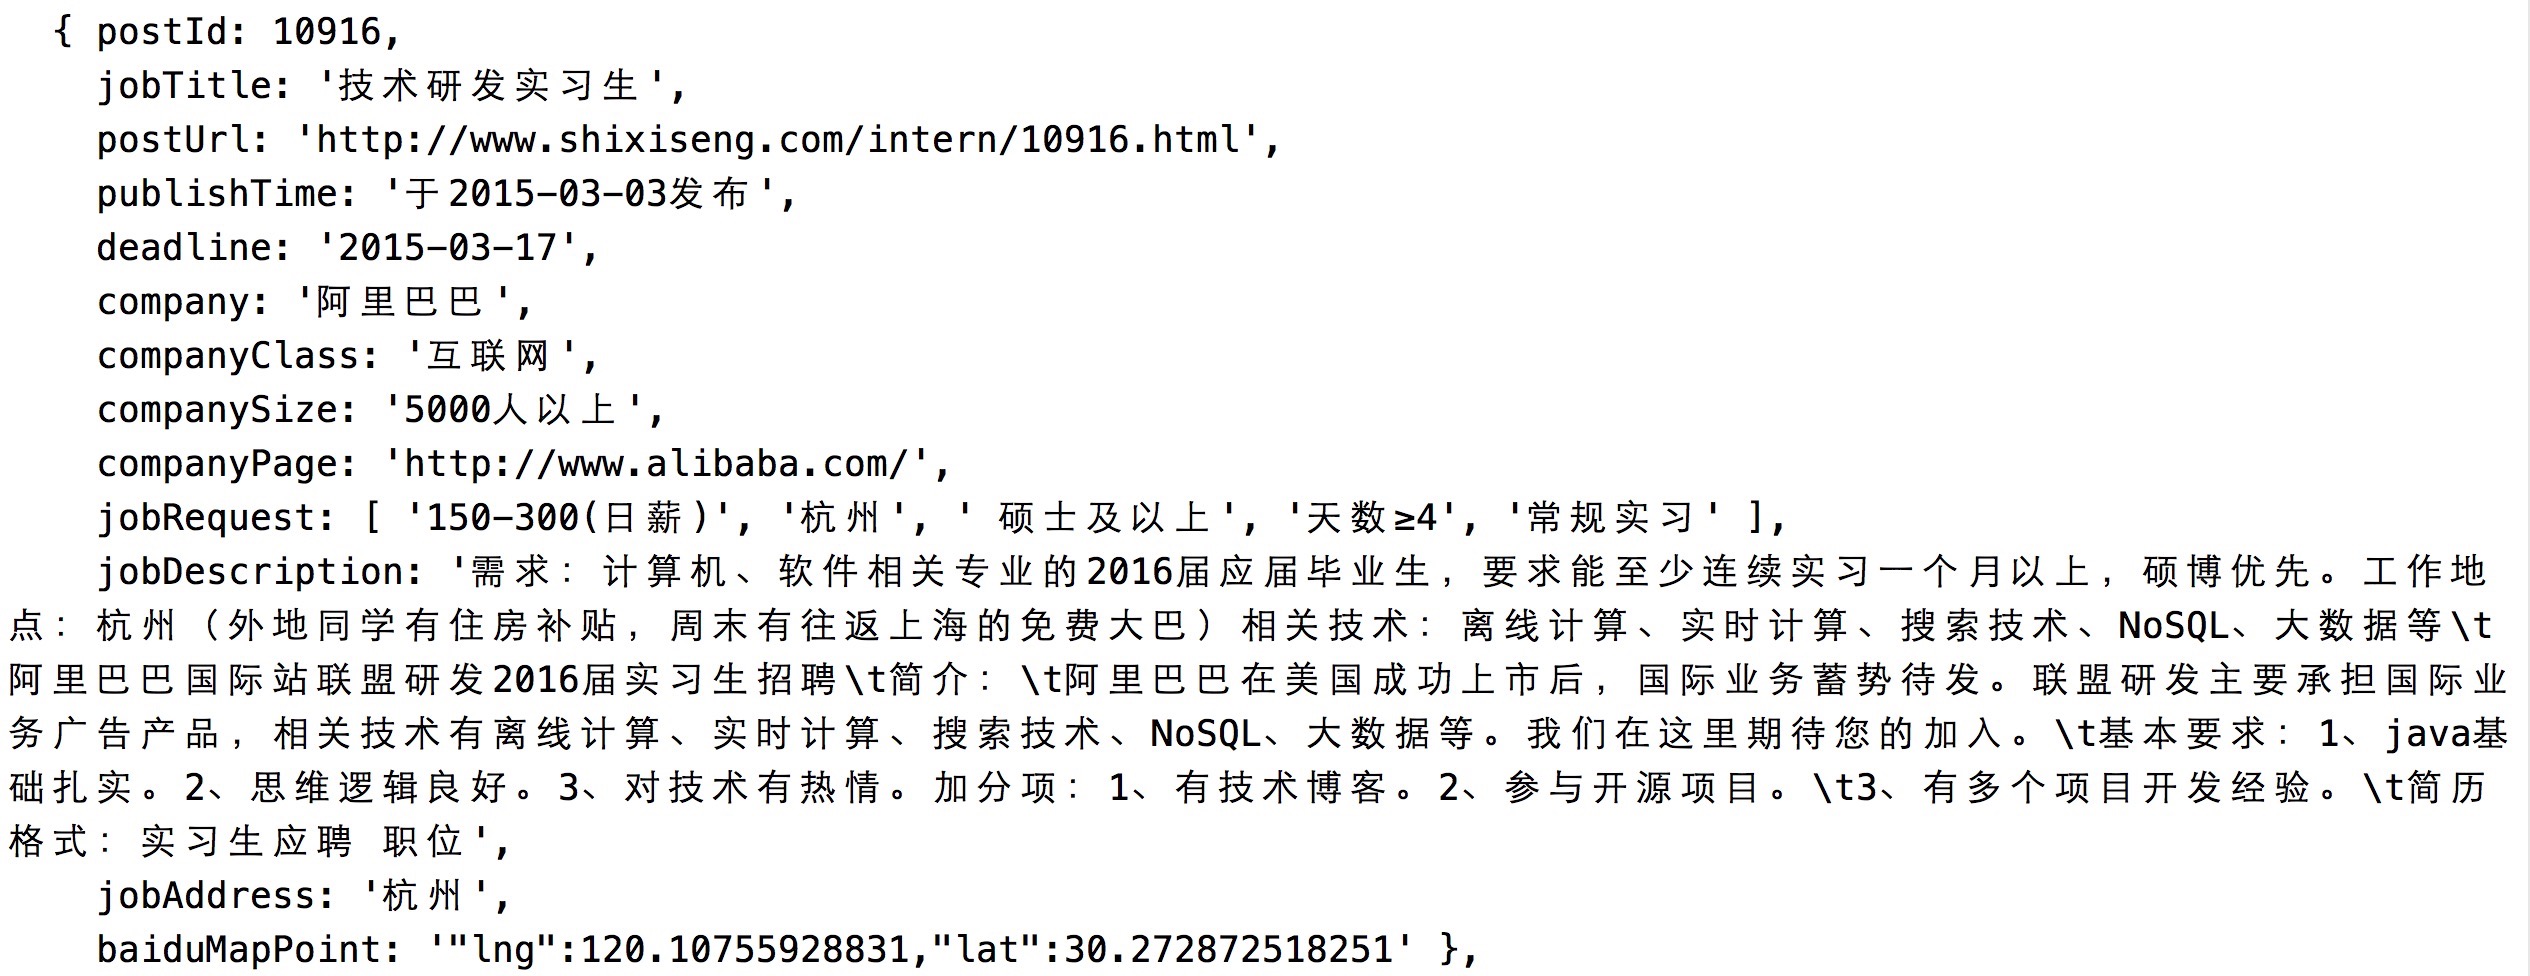 { postId: 10916,
jobTitle: '技术研发实习生',
postUrl: 'http://www.shixiseng.com/intern/10916.html',
publishTime: '于2015-03-03发布',
deadline: '2015-03-17',
company: '阿里巴巴',
companyClass: '互联网',
companySize: '5000人以上',
companyPage: 'http://www.alibaba.com/',
jobRequest: [ '150-300(日薪)', '杭州', ' 硕士及以上', '天数≥4', '常规实习' ],
jobDescription: '需求：计算机、软件相关专业的2016届应届毕业生，要求能至少连续实习一个月以上，硕博优先。工作地
点：杭州（外地同学有住房补贴，周末有往返上海的免费大巴）相关技术：离线计算、实时计算、搜索技术、NoSQL、大数据等\t
阿里巴巴国际站联盟研发2016届实习生招聘\t简介：\t阿里巴巴在美国成功上市后，国际业务蓄势待发。联盟研发主要承担国际业
务广告产品，相关技术有离线计算、实时计算、搜索技术、NoSQL、大数据等。我们在这里期待您的加入。\t基本要求：1、java基
础扎实。2、思维逻辑良好。3、对技术有热情。加分项：1、有技术博客。2、参与开源项目。\t3、有多个项目开发经验。\t简历
格式：实习生应聘 职位',
jobAddress: '杭州',
baiduMapPoint: '"lng":120.10755928831,"lat":30.272872518251' },